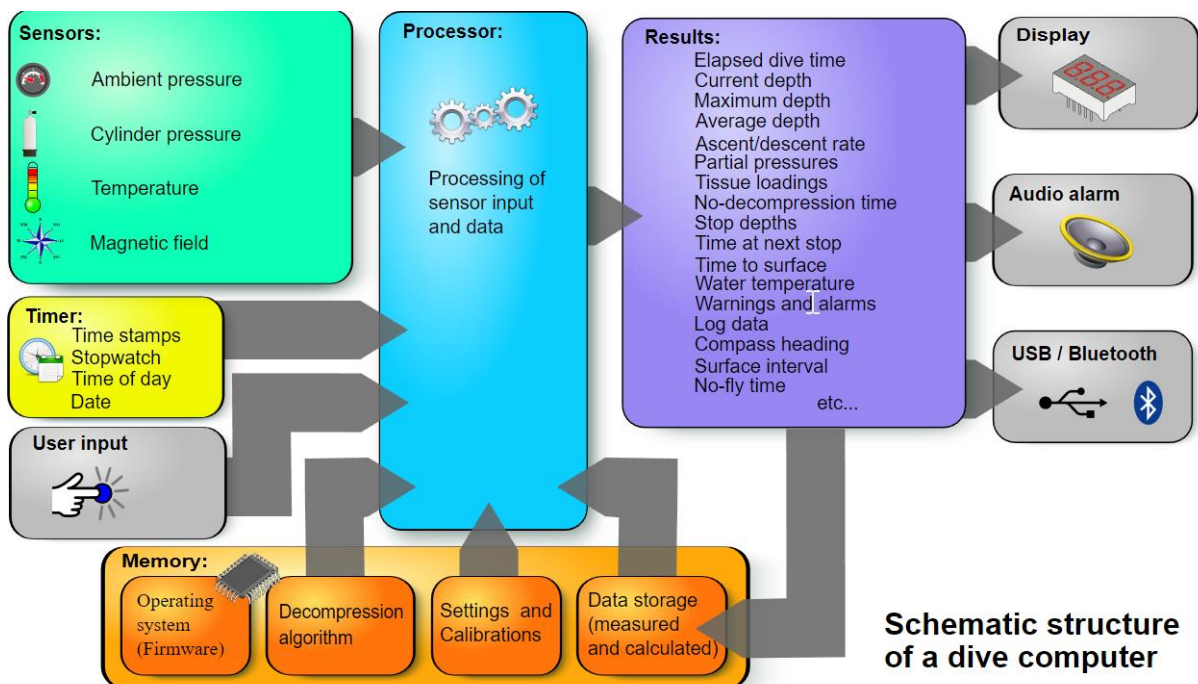 Sensors:
Ambient pressure
Cylinder pressure
Temperature
Magnetic field
Timer:
Time stamps
Stopwatch
Time of day
Date
User input
Processor:
Processing of
sensor input
and data
Memory:
Operating
system
(Firmware)
Decompression
algorithm
Settings and
Calibrations
Data storage
(measured
and calculated)
Results:
Elapsed dive time
Current depth
Maximum depth
Average depth
Ascent/descent rate
Partial pressures
Tissue loadings
No-decompression time
Stop depths
Time at next stop
Time to surface
Water temperature
Warnings and alarms
Log data
Compass heading
Surface interval
No-fly time
etc...
Display
8.8.8.
Audio alarm
USB / Bluetooth
Schematic structure
of a dive computer